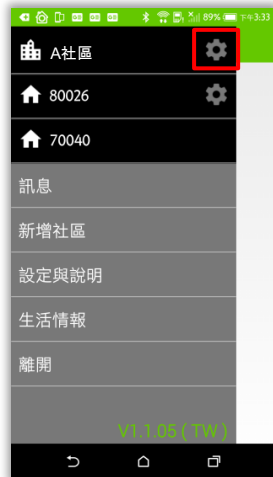 89% 下午3:33
A社區
80026
70040
訊息
新增社區
設定與說明
生活情報
離開
V1.1.05 ( TW )